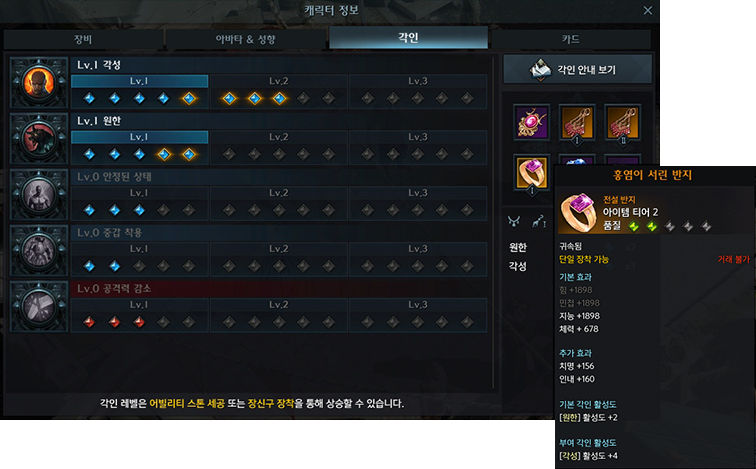 캐릭터 정보
장비
아바타 & 성향
각인
카드
Lv.1 각성
Lv.1
Lv.2
Lv.3
Lv.1 원한
Lv.1
Lv.2
Lv.3
Lv.0 안정된 상태
Lv.1
Lv.2
Lv.3
Lv.0 중갑 착용
Lv.1
Lv.2
Lv.3
Lv.0 공격력 감소
Lv.1
Lv.2
Lv.3
각인 레벨은 어빌리티 스톤 세공 또는 장신구 장착을 통해 상승할 수 있습니다.
각인 안내 보기
I
II
I
I
원한
각성
홍염이 서린 반지
전설 반지
아이템 티어 2
품질
귀속됨
단일 장착 가능
거래 불가
기본 효과
힘 +1898
민첩 +1898
지능 +1898
체력 + 678
추가 효과
치명 +156
인내 +160
기본 각인 활성도
[원한] 활성도 +2
부여 각인 활성도
[각성] 활성도 +4